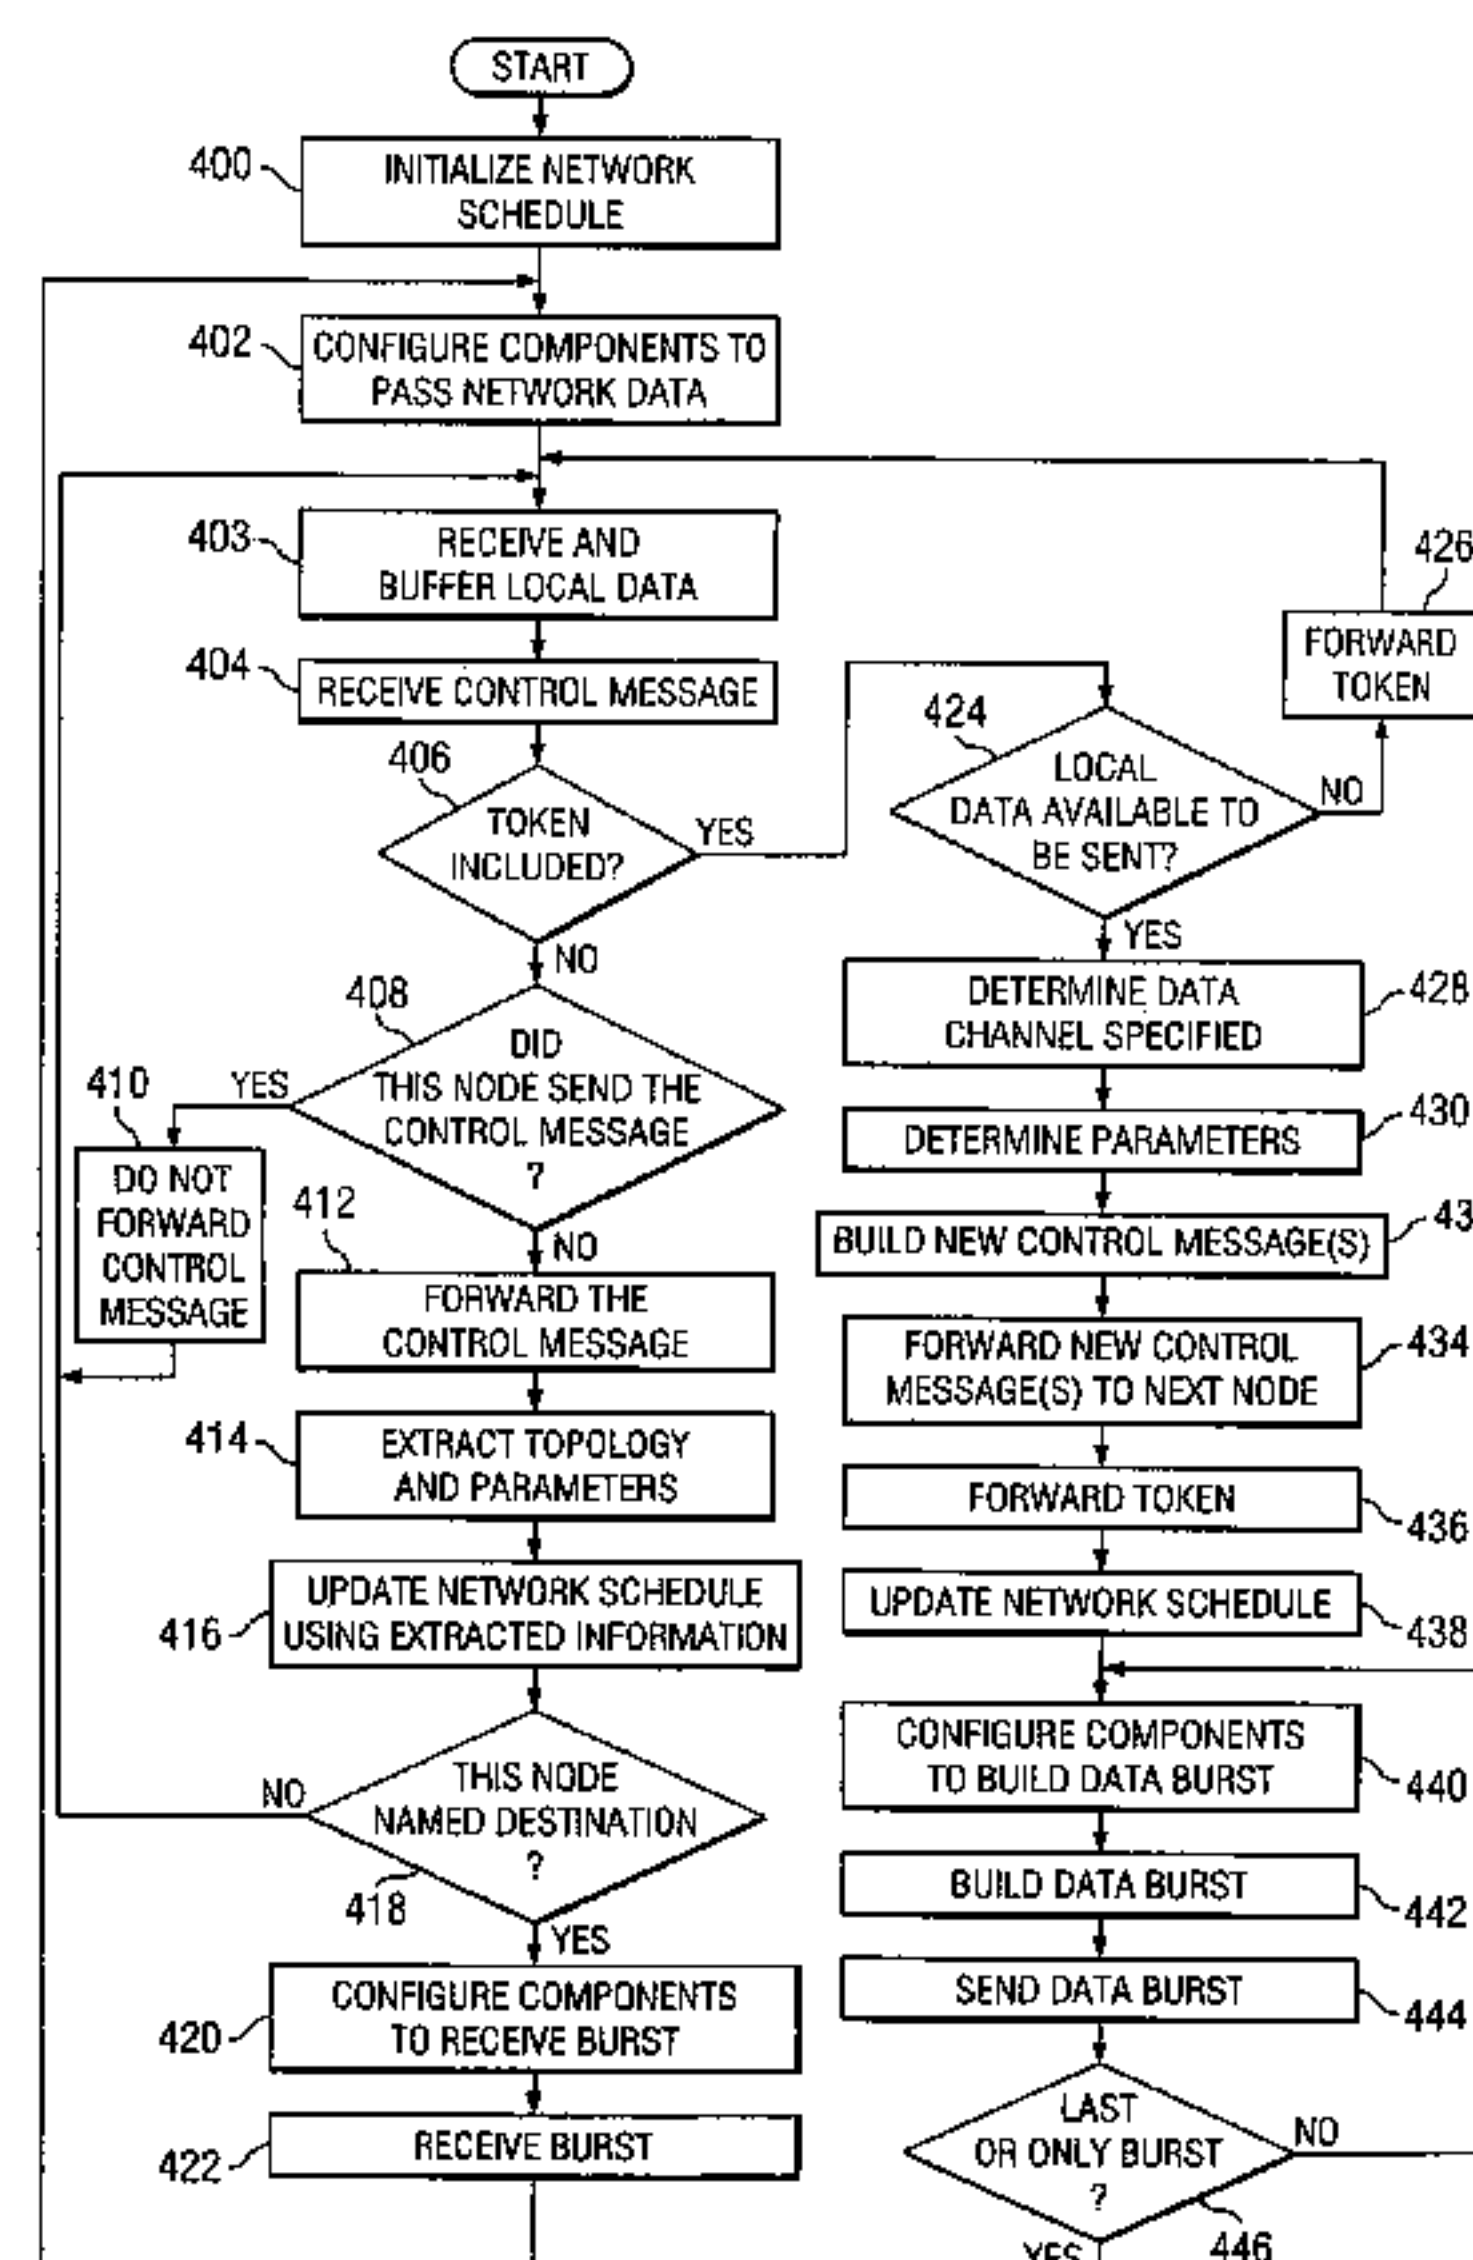 START
400
INITIALIZE NETWORK
SCHEDULE
402
CONFIGURE COMPONENTS TO
PASS NETWORK DATA
403
RECEIVE AND
BUFFER LOCAL DATA
404
RECEIVE CONTROL MESSAGE
406
TOKEN
INCLUDED?
YES
NO
408
DID
THIS NODE SEND THE
CONTROL MESSAGE
?
YES
NO
410
DO NOT
FORWARD
CONTROL
MESSAGE
412
FORWARD THE
CONTROL MESSAGE
414
EXTRACT TOPOLOGY
AND PARAMETERS
416
UPDATE NETWORK SCHEDULE
USING EXTRACTED INFORMATION
NO
THIS NODE
NAMED DESTINATION
?
418
YES
420
CONFIGURE COMPONENTS
TO RECEIVE BURST
422
RECEIVE BURST
424
LOCAL
DATA AVAILABLE TO
BE SENT?
NO
YES
426
FORWARD
TOKEN
DETERMINE DATA
CHANNEL SPECIFIED
428
DETERMINE PARAMETERS
430
BUILD NEW CONTROL MESSAGE(S)
43
FORWARD NEW CONTROL
MESSAGE(S) TO NEXT NODE
434
FORWARD TOKEN
436
UPDATE NETWORK SCHEDULE
438
CONFIGURE COMPONENTS
TO BUILD DATA BURST
440
BUILD DATA BURST
442
SEND DATA BURST
444
LAST
OR ONLY BURST
?
NO
446
YES